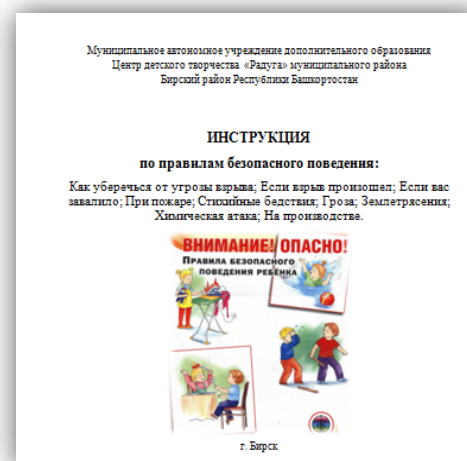 Муниципальное автономное учреждение дополнительного образования
Центр детского творчества «Радуга» муниципального района
Бирский район Республики Башкортостан
ИНСТРУКЦИЯ
по правилам безопасного поведения:
Как уберечься от угрозы взрыва; Если взрыв произошел; Если вас
завалило; При пожаре; Стихийные бедствия; Гроза; Землетрясения;
Химическая атака; На производстве.
ВНИМАНИЕ! ОПАСНО!
ПРАВИЛА БЕЗОПАСНОГО
ПОВЕДЕНИЯ РЕБЕНКА
г. Бирск